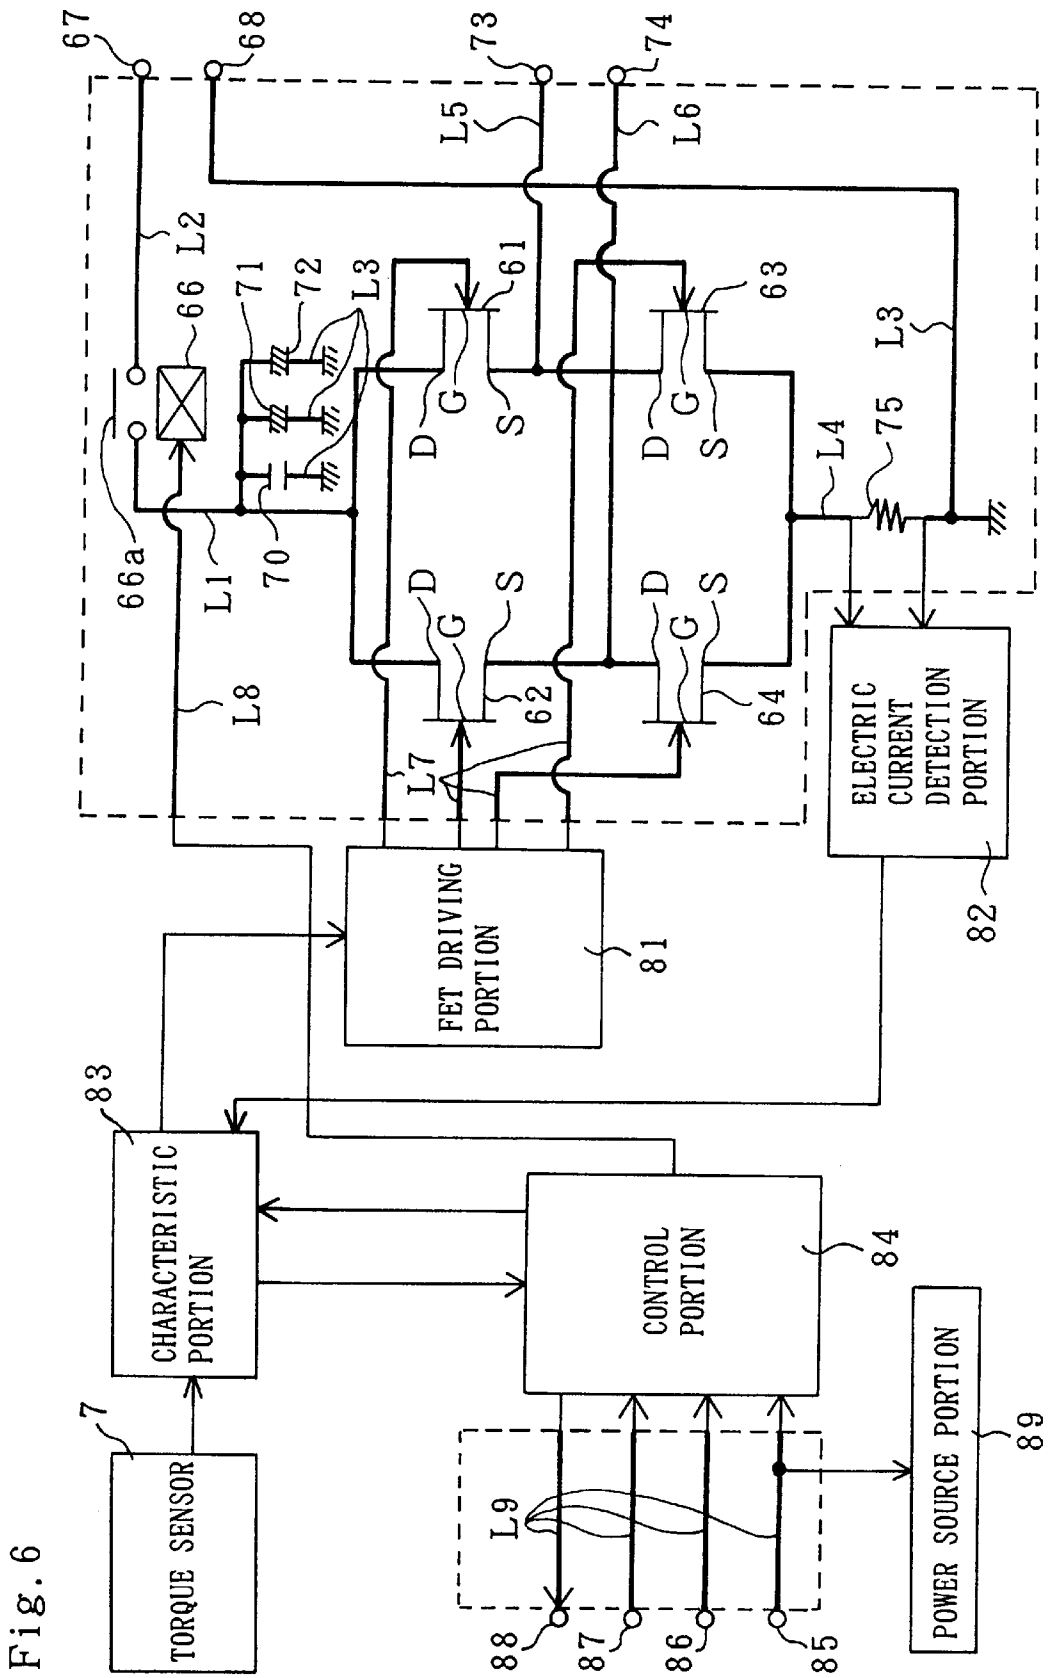 Fig. 6
TORQUE SENSOR
7
CHARACTERISTIC
PORTION
83
FET DRIVING
PORTION
81
CONTROL
PORTION
84
POWER SOURCE PORTION
89
ELECTRIC
CURRENT
DETECTION
PORTION
82
88
87
86
85
L9
L8
L7
66a
L1
70
71
72
66
L2
L3
67
68
73
74
L5
L6
D
G
S
62
D
G
S
61
D
G
S
64
D
G
S
63
L4
75
L3